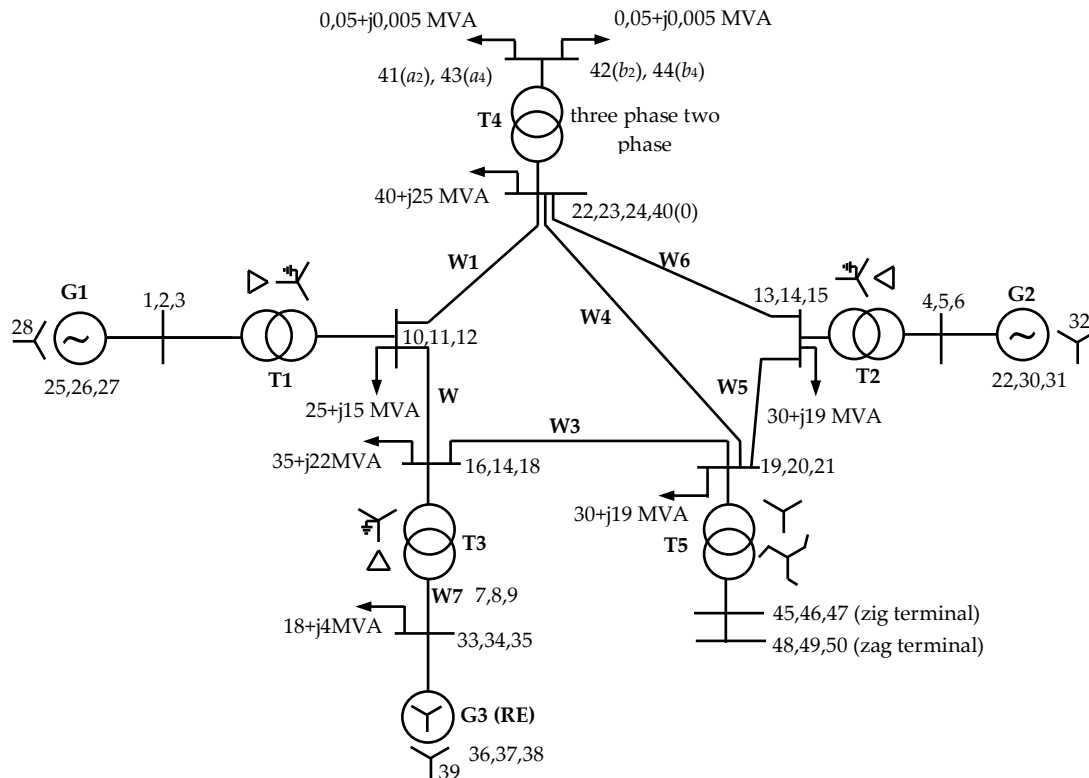 0,05+j0,005 MVA
0,05+j0,005 MVA
41(a2), 43(a4)
42(b2), 44(b4)
T4
three phase two
phase
40+j25 MVA
22,23,24,40(0)
W1
W6
G1
1,2,3
13,14,15
4,5,6
G2
28
W4
32
10,11,12
T1
T2
25,26,27
22,30,31
25+j15 MVA
W
W5
30+j19 MVA
W3
35+j22MVA
16,14,18
19,20,21
30+j19 MVA
T3
T5
W7
7,8,9
18+j4MVA
33,34,35
45,46,47 (zig terminal)
48,49,50 (zag terminal)
G3 (RE)
36,37,38
39